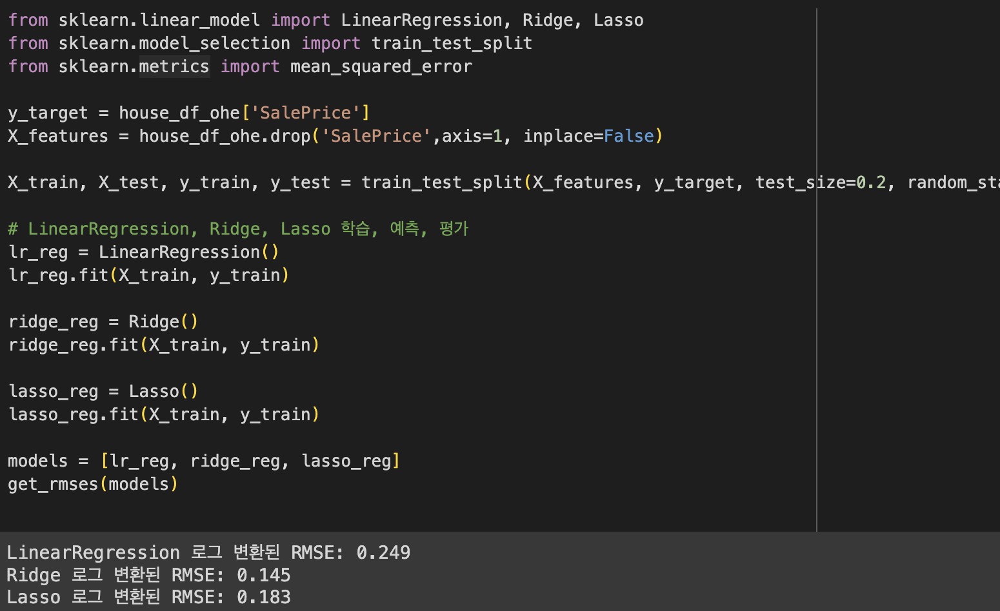 from sklearn.linear_model import LinearRegression, Ridge, Lasso
from sklearn.model_selection import train_test_split
from sklearn.metrics import mean_squared_error
y_target = house_df_ohe['SalePrice']
X_features = house_df_ohe.drop('SalePrice',axis=1, inplace=False)
X_train, X_test, y_train, y_test = train_test_split(X_features, y_target, test_size=0.2, random_sta
# LinearRegression, Ridge, Lasso 학습, 예측, 평가
lr_reg = LinearRegression()
lr_reg.fit(X_train, y_train)
ridge_reg = Ridge()
ridge_reg.fit(X_train, y_train)
lasso_reg = Lasso()
lasso_reg.fit(X_train, y_train)
models = [lr_reg, ridge_reg, lasso_reg]
get_rmses(models)
LinearRegression 로그 변환된 RMSE: 0.249
Ridge 로그 변환된 RMSE: 0.145
Lasso 로그 변환된 RMSE: 0.183